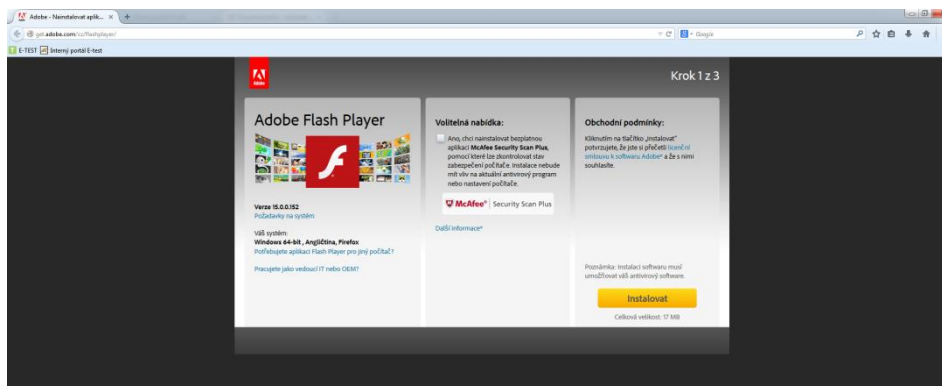 Adobe - Nainstalovat aplik...
get.adobe.com/cz/flashplayer/
Google
E-TEST
Interný portál E-test
Adobe
Krok 1 z 3
Adobe Flash Player
Verze 15.0.0.152
Požadavky na systém
Váš systém:
Windows 64-bit , Angličtina, Firefox
Potřebujete aplikaci Flash Player pro jiný počítač?
Pracujete jako vedoucí IT nebo OEM?
Volitelná nabídka:
Ano, chci nainstalovat bezplatnou
aplikaci McAfee Security Scan Plus,
pomocí které lze zkontrolovat stav
zabezpečení počítače. Instalace nebude
mít vliv na aktuální antivirový program
nebo nastavení počítače.
McAfee® Security Scan Plus
Další informace
Obchodní podmínky:
Kliknutím na tlačítko „Instalovat“
potvrzujete, že jste si přečetli licenční
smlouvu k softwaru Adobe a že s nimi
souhlasíte.
Poznámka: Instalaci softwaru musí
umožňovat váš antivirový software.
Instalovat
Celková velikost: 17 MB